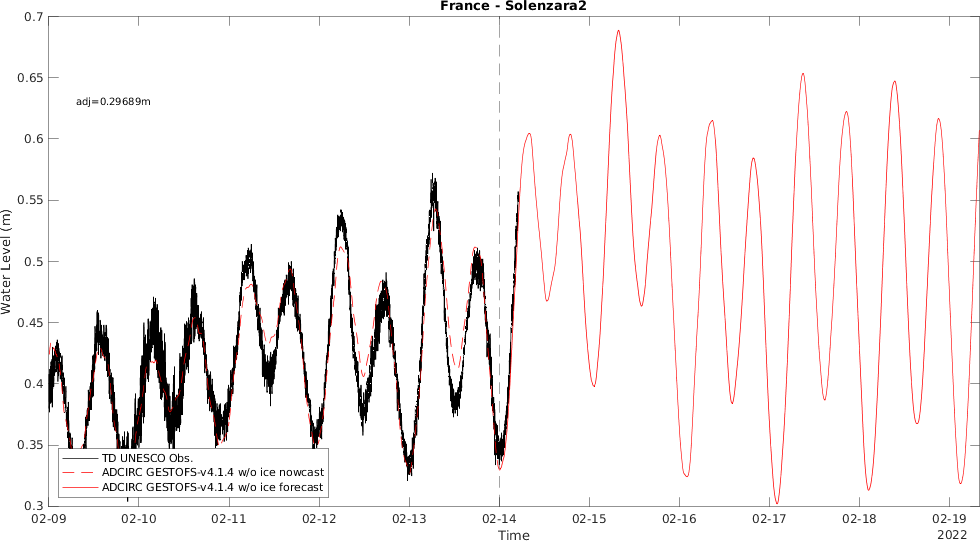 France - Solenzara2
0.7
0.65
0.6
0.55
0.5
0.45
0.4
0.35
0.3
Water Level (m)
adj=0.29689m
TD UNESCO Obs.
ADCIRC GESTOFS-v4.1.4 w/o ice nowcast
ADCIRC GESTOFS-v4.1.4 w/o ice forecast
02-09 02-10 02-11 02-12 02-13 02-14 02-15 02-16 02-17 02-18 02-19
2022
Time